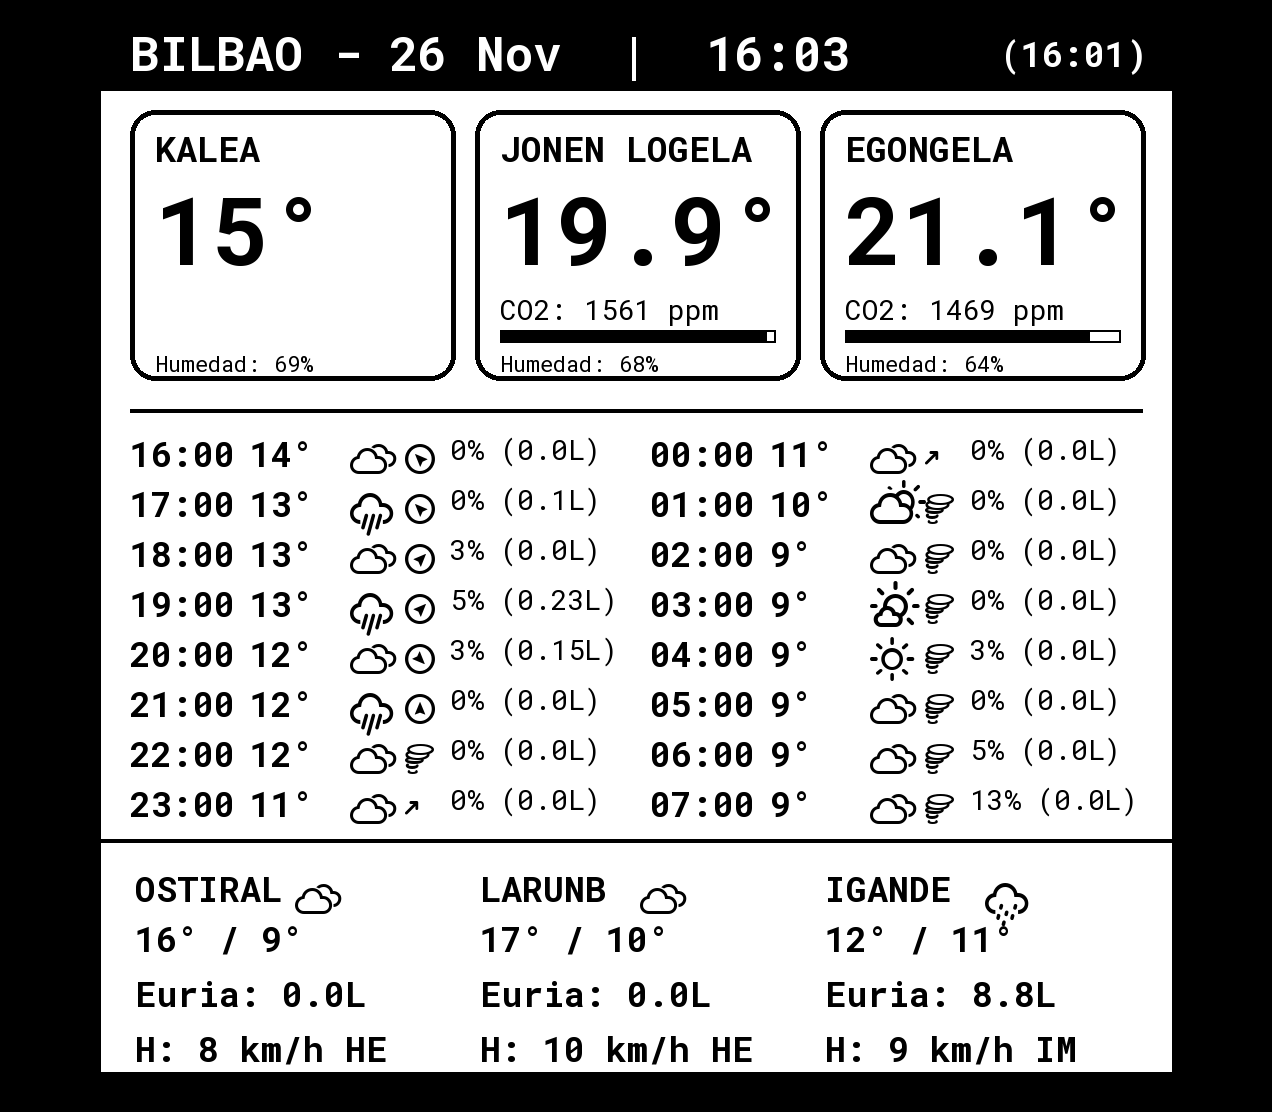 BILBAO - 26 Nov | 16:03 (16:01)
KALEA
15°
Humedad: 69%
JONEN LOGELA
19.9°
CO2: 1561 ppm
Humedad: 68%
EGONGELA
21.1°
CO2: 1469 ppm
Humedad: 64%
16:00 14° 0% (0.0L)
17:00 13° 0% (0.1L)
18:00 13° 3% (0.0L)
19:00 13° 5% (0.23L)
20:00 12° 3% (0.15L)
21:00 12° 0% (0.0L)
22:00 12° 0% (0.0L)
23:00 11° 0% (0.0L)
00:00 11° 0% (0.0L)
01:00 10° 0% (0.0L)
02:00 9° 0% (0.0L)
03:00 9° 0% (0.0L)
04:00 9° 3% (0.0L)
05:00 9° 0% (0.0L)
06:00 9° 5% (0.0L)
07:00 9° 13% (0.0L)
OSTIRAL
16° / 9°
Euria: 0.0L
H: 8 km/h HE
LARUNB
17° / 10°
Euria: 0.0L
H: 10 km/h HE
IGANDE
12° / 11°
Euria: 8.8L
H: 9 km/h IM